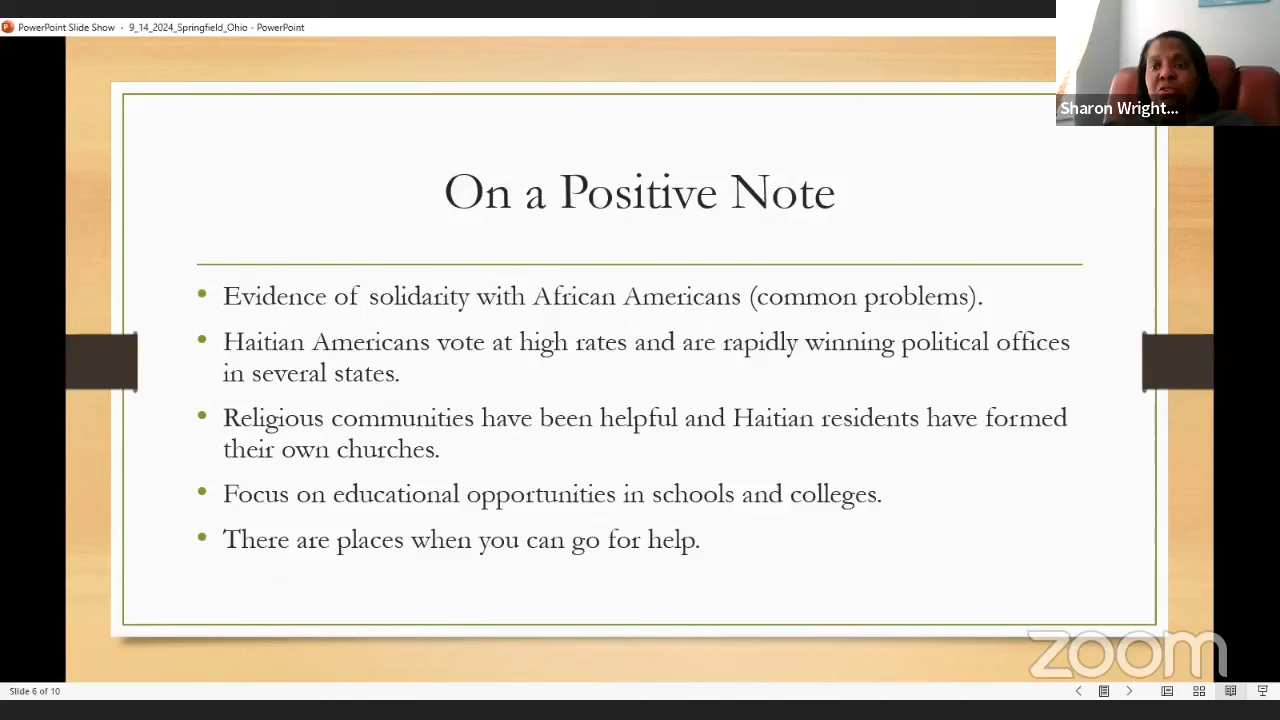 PowerPoint Slide Show - 9_14_2024_Springfield_Ohio - PowerPoint
Sharon Wright...
On a Positive Note
• Evidence of solidarity with African Americans (common problems).
• Haitian Americans vote at high rates and are rapidly winning political offices
in several states.
• Religious communities have been helpful and Haitian residents have formed
their own churches.
• Focus on educational opportunities in schools and colleges.
• There are places when you can go for help.
zoom
Slide 6 of 10